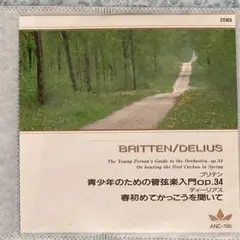 STEREO
BRITTEN/DELIUS
The Young Person's Guide to the Orchestra, op.34
On hearing the first Cuckoo in Spring
ブリテン
青少年のための管弦楽入門op.34
ディーリアス
春初めてかっこうを聞いて
ANC-195